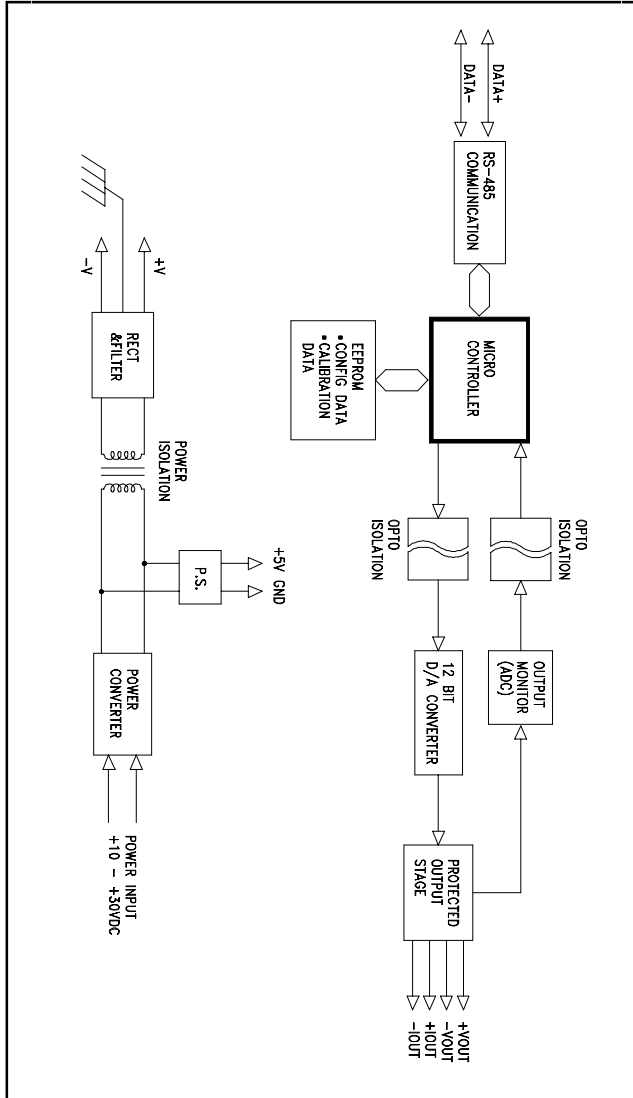 DATA+
DATA-
RS-485
COMMUNICATION
MICRO
CONTROLLER
EEPROM
• CONFIG DATA
• CALIBRATION
DATA
OPTO
ISOLATION
OPTO
ISOLATION
OUTPUT
MONITOR
(ADC)
12 BIT
D/A CONVERTER
PROTECTED
OUTPUT
STAGE
+VOUT
-VOUT
+IOUT
-IOUT
+V
-V
RECT
&FILTER
POWER
ISOLATION
+5V GND
P.S.
POWER
CONVERTER
POWER INPUT
+10 - +30VDC